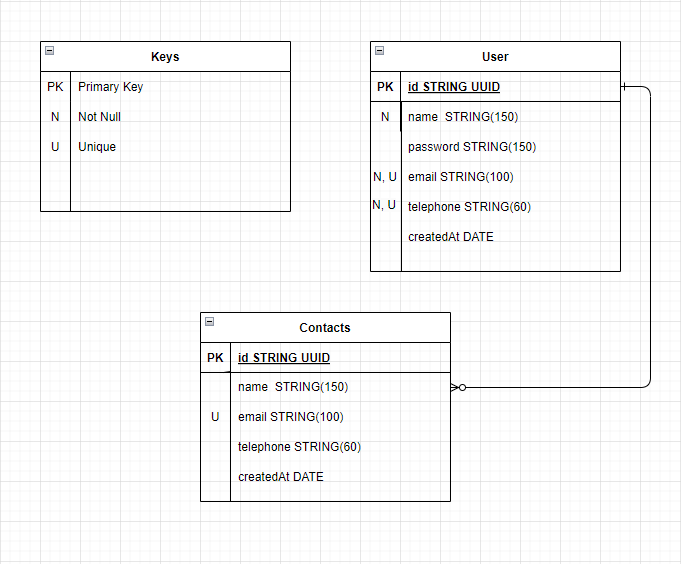 Keys
PK Primary Key
N Not Null
U Unique
User
PK id STRING UUID
N name STRING(150)
password STRING(150)
N, U email STRING(100)
N, U telephone STRING(60)
createdAt DATE
Contacts
PK id STRING UUID
name STRING(150)
U email STRING(100)
telephone STRING(60)
createdAt DATE